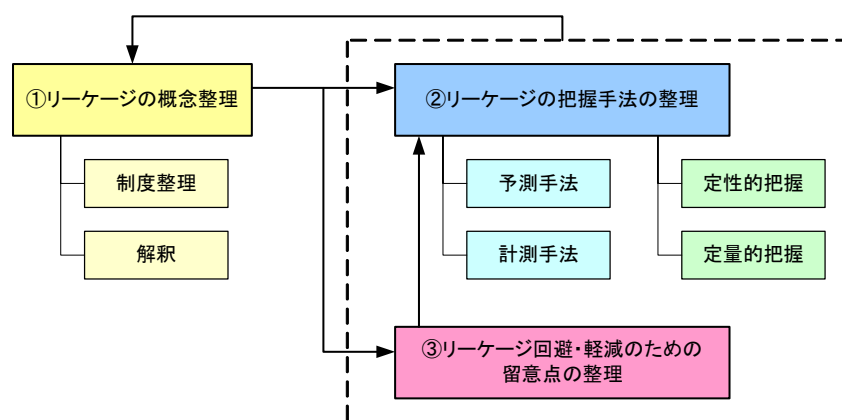 ①リーケージの概念整理
②リーケージの把握手法の整理
制度整理
予測手法
定性的把握
解釈
計測手法
定量的把握
③リーケージ回避・軽減のための
留意点の整理